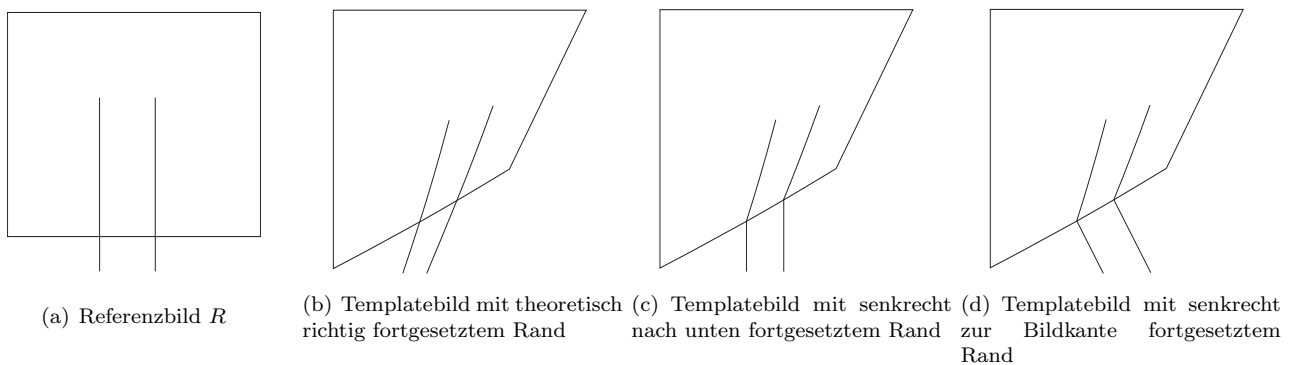 (a) Referenzbild R
(b) Templatebild mit theoretisch
richtig fortgesetztem Rand
(c) Templatebild mit senkrecht
nach unten fortgesetztem Rand
(d) Templatebild mit senkrecht
zur Bildkante fortgesetztem
Rand